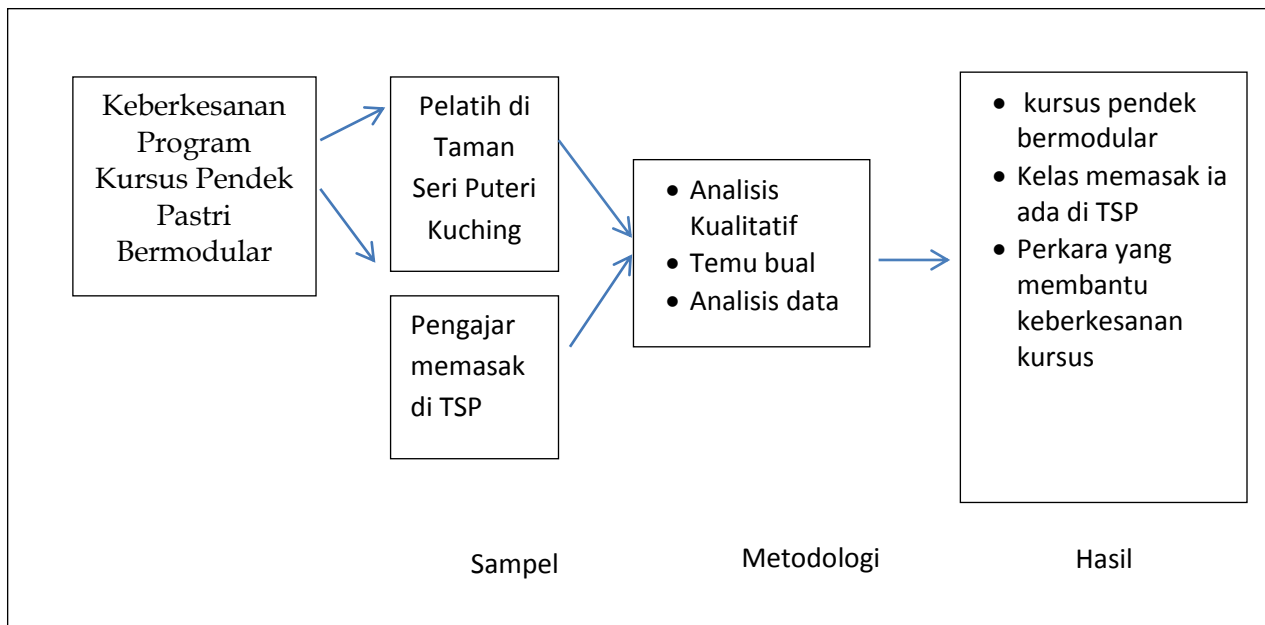 Keberkesanan
Program
Kursus Pendek
Pastri
Bermodular
Pelatih di
Taman
Seri Puteri
Kuching
Pengajar
memasak
di TSP
• Analisis
Kualitatif
• Temu bual
• Analisis data
• kursus pendek
bermodular
• Kelas memasak ia
ada di TSP
• Perkara yang
membantu
keberkesanan
kursus
Sampel
Metodologi
Hasil